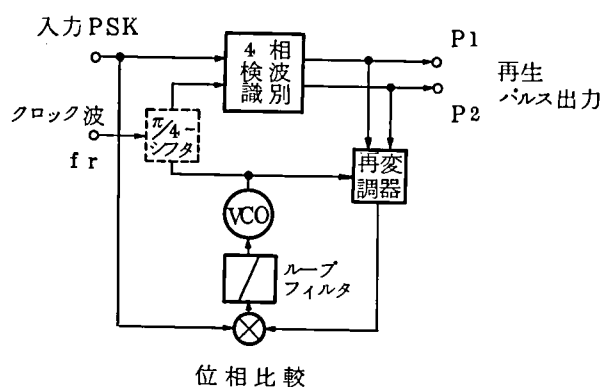 入力PSK
4相
検波
識別
P1
P2
再生
パルス出力
クロック波
fr
π/4-
シフタ
再変
調器
VCO
ループ
フィルタ
位相比較